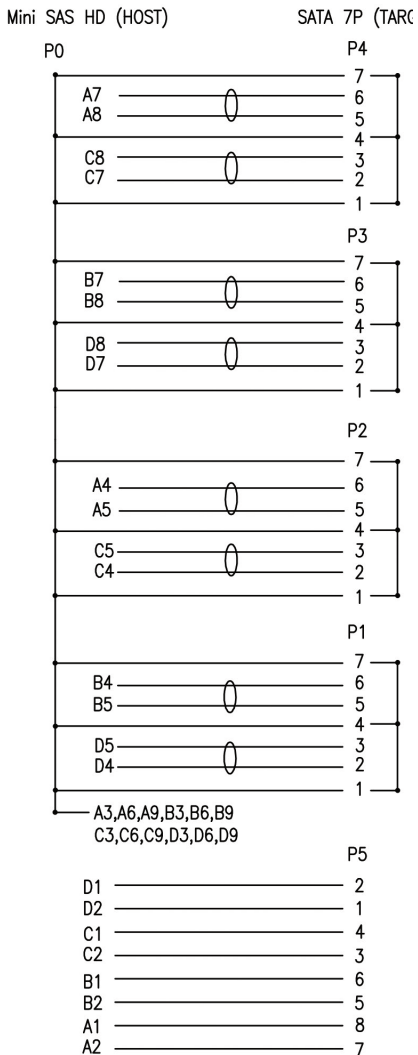 Mini SAS HD (HOST) SATA 7P (TARG
P0 P4
7
A7 6
A8 5
4
C8 3
C7 2
1
P3
7
B7 6
B8 5
4
D8 3
D7 2
1
P2
7
A4 6
A5 5
4
C5 3
C4 2
1
P1
7
B4 6
B5 5
4
D5 3
D4 2
1
A3,A6,A9,B3,B6,B9
C3,C6,C9,D3,D6,D9
P5
D1 2
D2 1
C1 4
C2 3
B1 6
B2 5
A1 8
A2 7